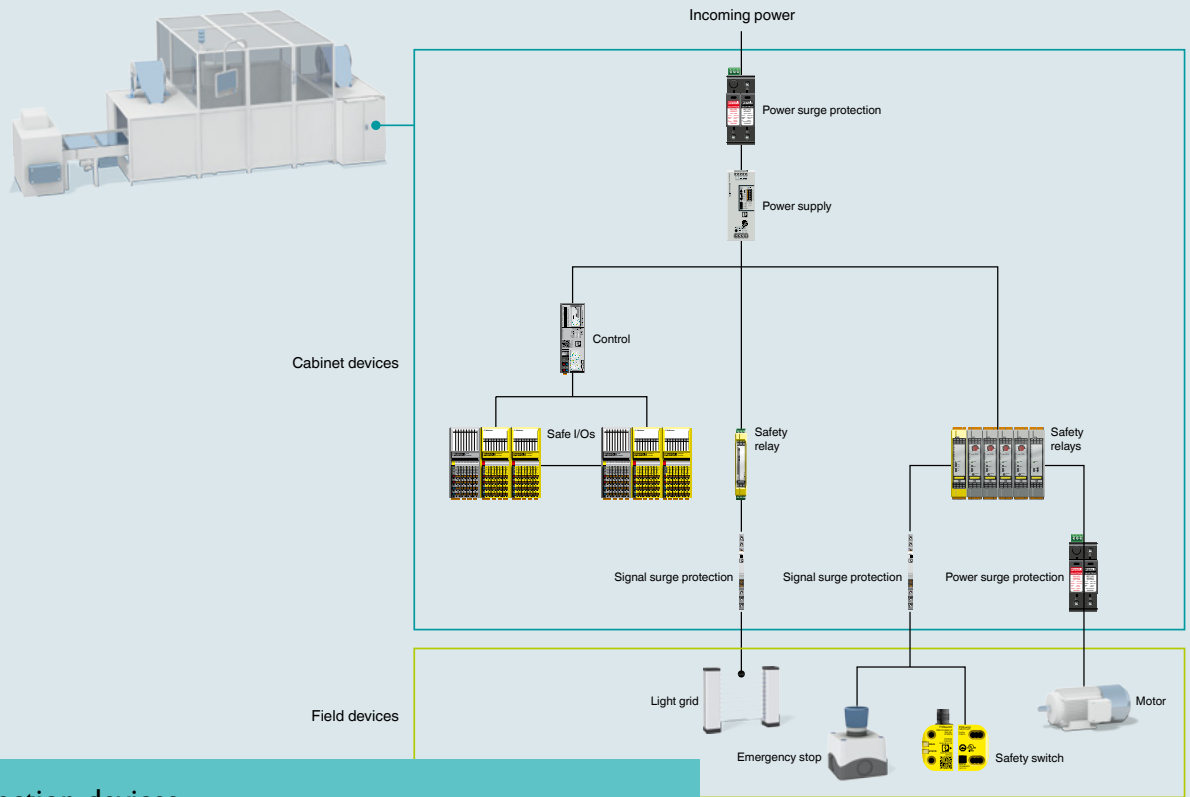 Incoming power
Power surge protection
Power supply
Control
Cabinet devices
Safe I/Os
Safety
relay
Safety
relays
Signal surge protection
Signal surge protection
Power surge protection
Light grid
Motor
Field devices
Emergency stop
Safety switch